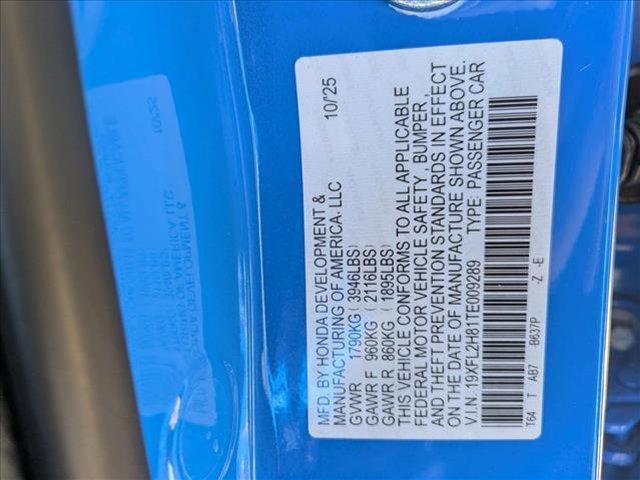 MFD. BY HONDA DEVELOPMENT & 10/'25
MANUFACTURING OF AMERICA. LLC
GVWR 1790KG (3946LBS)
GAWR F 960KG (2116LBS)
GAWR R 860KG (1896LBS)
THIS VEHICLE CONFORMS TO ALL APPLICABLE
FEDERAL MOTOR VEHICLE SAFETY, BUMPER,
AND THEFT PREVENTION STANDARDS IN EFFECT
ON THE DATE OF MANUFACTURE SHOWN ABOVE.
V.I.N. 19XFL2H81TE009289 TYPE: PASSENGER CAR
T64 T AB7 B637P -Z -E